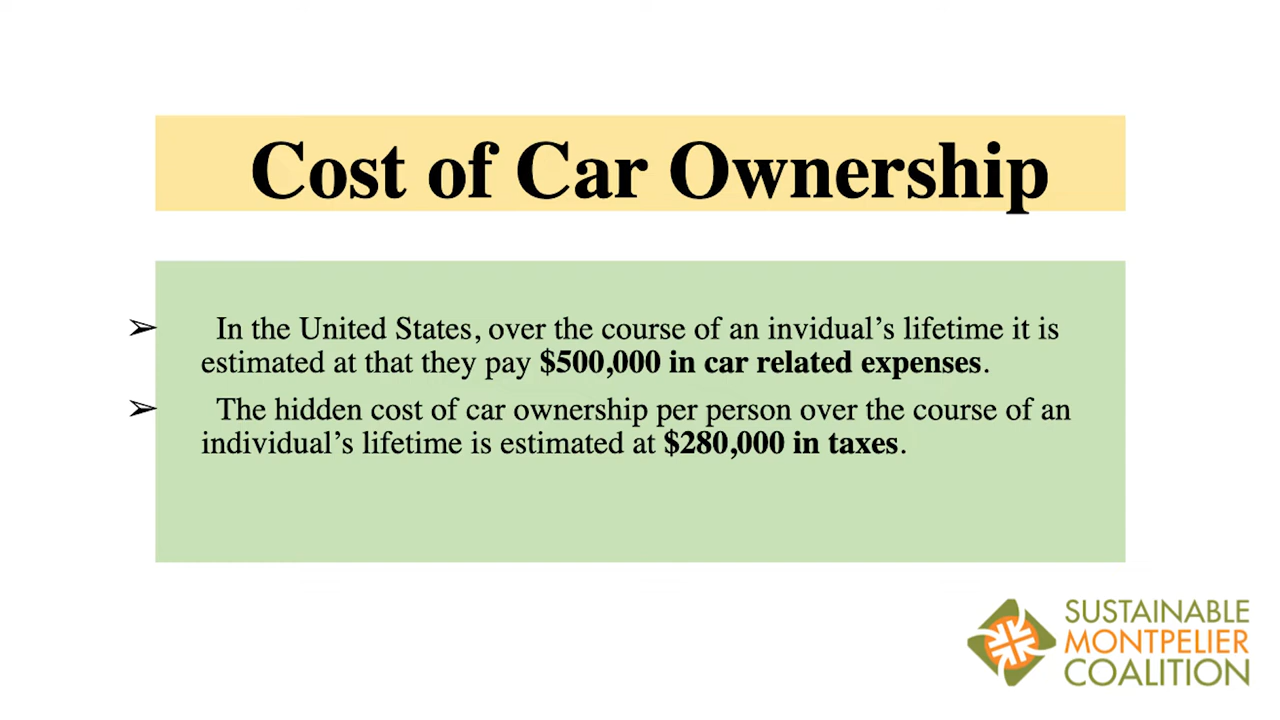 Cost of Car Ownership
➢ In the United States, over the course of an invidual’s lifetime it is
estimated at that they pay $500,000 in car related expenses.
➢ The hidden cost of car ownership per person over the course of an
individual’s lifetime is estimated at $280,000 in taxes.
SUSTAINABLE
MONTPELIER
COALITION